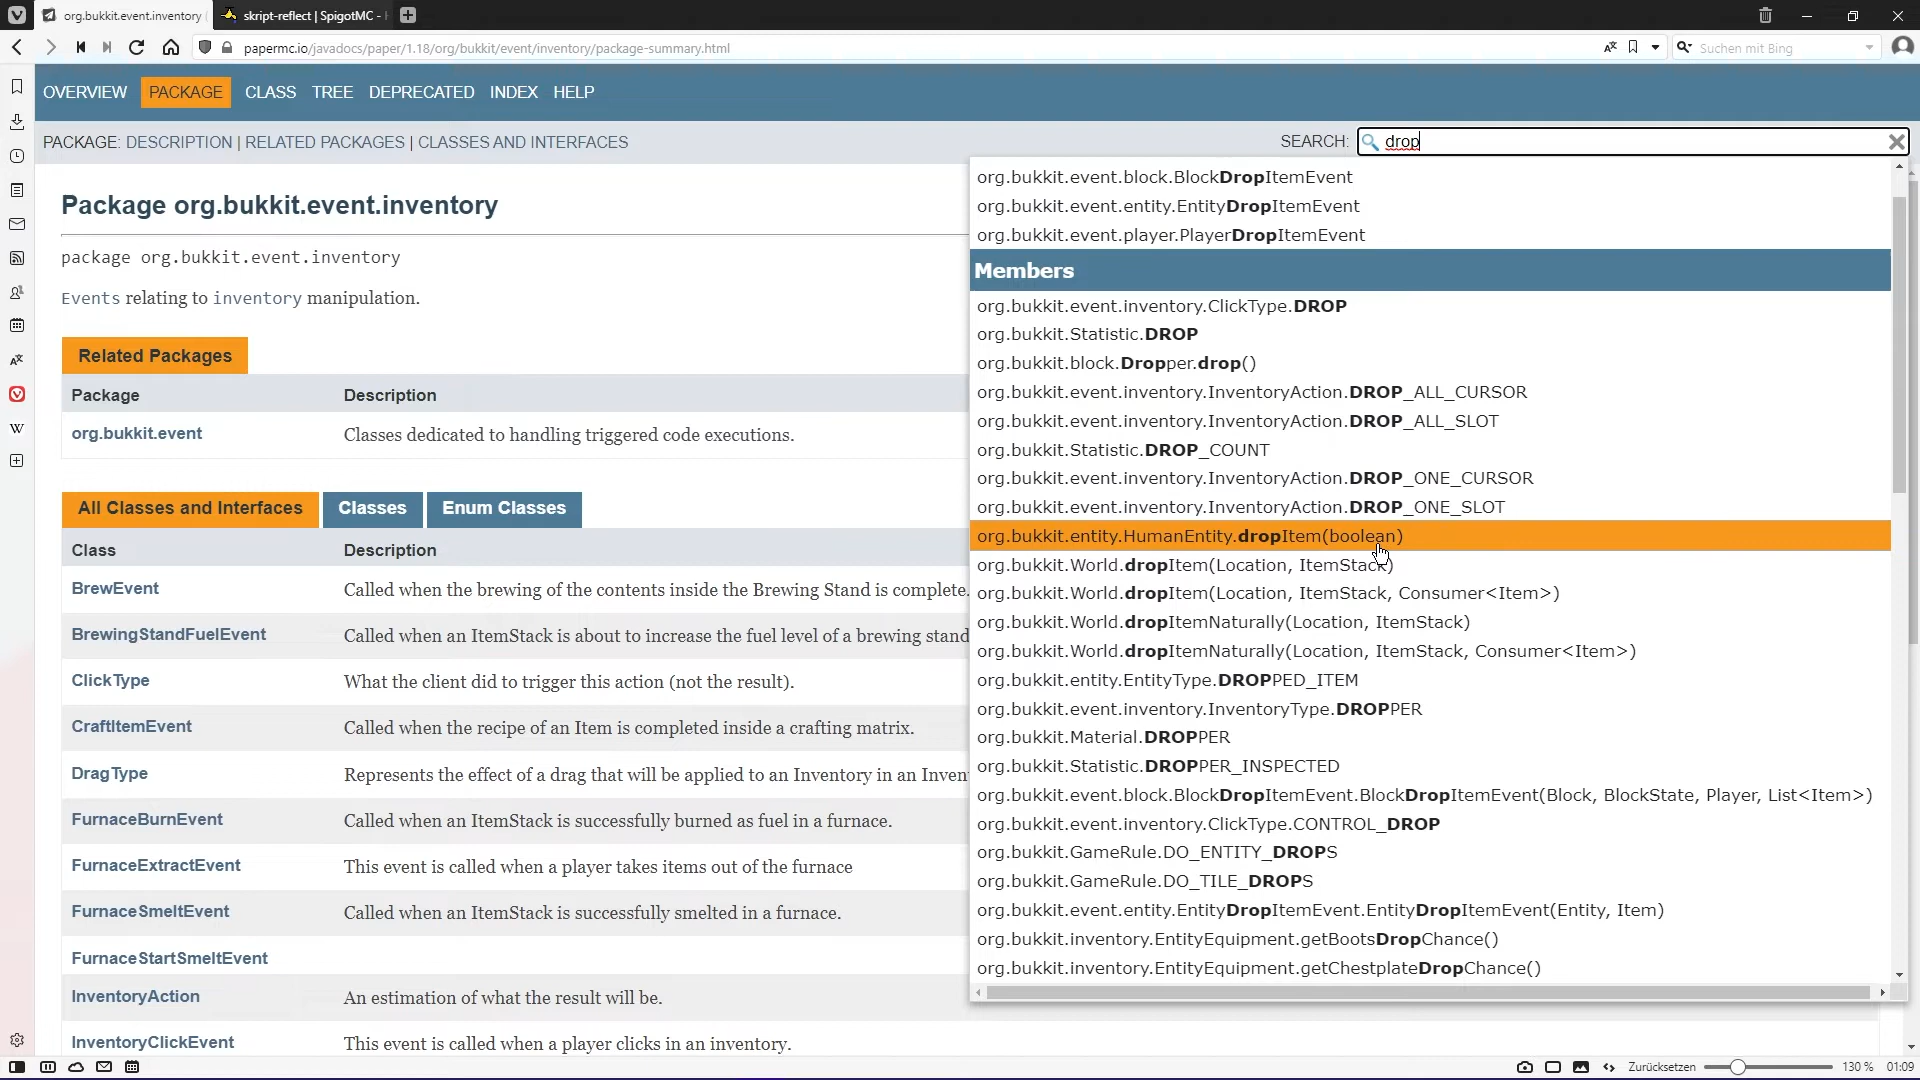 org.bukkit.event.inventory (
skript-reflect | SpigotMC -
papermc.io/javadocs/paper/1.18/org/bukkit/event/inventory/package-summary.html
Suchen mit Bing
OVERVIEW PACKAGE CLASS TREE DEPRECATED INDEX HELP
PACKAGE: DESCRIPTION | RELATED PACKAGES | CLASSES AND INTERFACES
SEARCH: drop
Package org.bukkit.event.inventory
package org.bukkit.event.inventory
Events relating to inventory manipulation.
Related Packages
Package Description
org.bukkit.event Classes dedicated to handling triggered code executions.
All Classes and Interfaces Classes Enum Classes
Class Description
BrewEvent Called when the brewing of the contents inside the Brewing Stand is complete.
BrewingStandFuelEvent Called when an ItemStack is about to increase the fuel level of a brewing stand
ClickType What the client did to trigger this action (not the result).
CraftItemEvent Called when the recipe of an Item is completed inside a crafting matrix.
DragType Represents the effect of a drag that will be applied to an Inventory in an Inven
FurnaceBurnEvent Called when an ItemStack is successfully burned as fuel in a furnace.
FurnaceExtractEvent This event is called when a player takes items out of the furnace
FurnaceSmeltEvent Called when an ItemStack is successfully smelted in a furnace.
FurnaceStartSmeltEvent
InventoryAction An estimation of what the result will be.
InventoryClickEvent This event is called when a player clicks in an inventory.
org.bukkit.event.block.BlockDropItemEvent
org.bukkit.event.entity.EntityDropItemEvent
org.bukkit.event.player.PlayerDropItemEvent
Members
org.bukkit.event.inventory.ClickType.DROP
org.bukkit.Statistic.DROP
org.bukkit.block.Dropper.drop()
org.bukkit.event.inventory.InventoryAction.DROP_ALL_CURSOR
org.bukkit.event.inventory.InventoryAction.DROP_ALL_SLOT
org.bukkit.Statistic.DROP_COUNT
org.bukkit.event.inventory.InventoryAction.DROP_ONE_CURSOR
org.bukkit.event.inventory.InventoryAction.DROP_ONE_SLOT
org.bukkit.entity.HumanEntity.dropItem(boolean)
org.bukkit.World.dropItem(Location, ItemStack)
org.bukkit.World.dropItem(Location, ItemStack, Consumer<Item>)
org.bukkit.World.dropItemNaturally(Location, ItemStack)
org.bukkit.World.dropItemNaturally(Location, ItemStack, Consumer<Item>)
org.bukkit.entity.EntityType.DROPPED_ITEM
org.bukkit.event.inventory.InventoryType.DROPPER
org.bukkit.Material.DROPPER
org.bukkit.Statistic.DROPPER_INSPECTED
org.bukkit.event.block.BlockDropItemEvent.BlockDropItemEvent(Block, BlockState, Player, List<Item>)
org.bukkit.event.inventory.ClickType.CONTROL_DROP
org.bukkit.GameRule.DO_ENTITY_DROPS
org.bukkit.GameRule.DO_TILE_DROPS
org.bukkit.event.entity.EntityDropItemEvent.EntityDropItemEvent(Entity, Item)
org.bukkit.inventory.EntityEquipment.getBootsDropChance()
org.bukkit.inventory.EntityEquipment.getChestplateDropChance()
Zurücksetzen 130 % 01:09